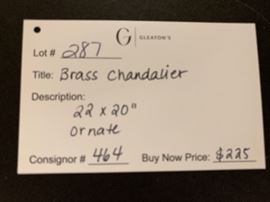 G | GLEATON'S
Lot # 287
Title: Brass Chandalier
Description:
22 x 20"
ornate
Consignor # 464 Buy Now Price: $225